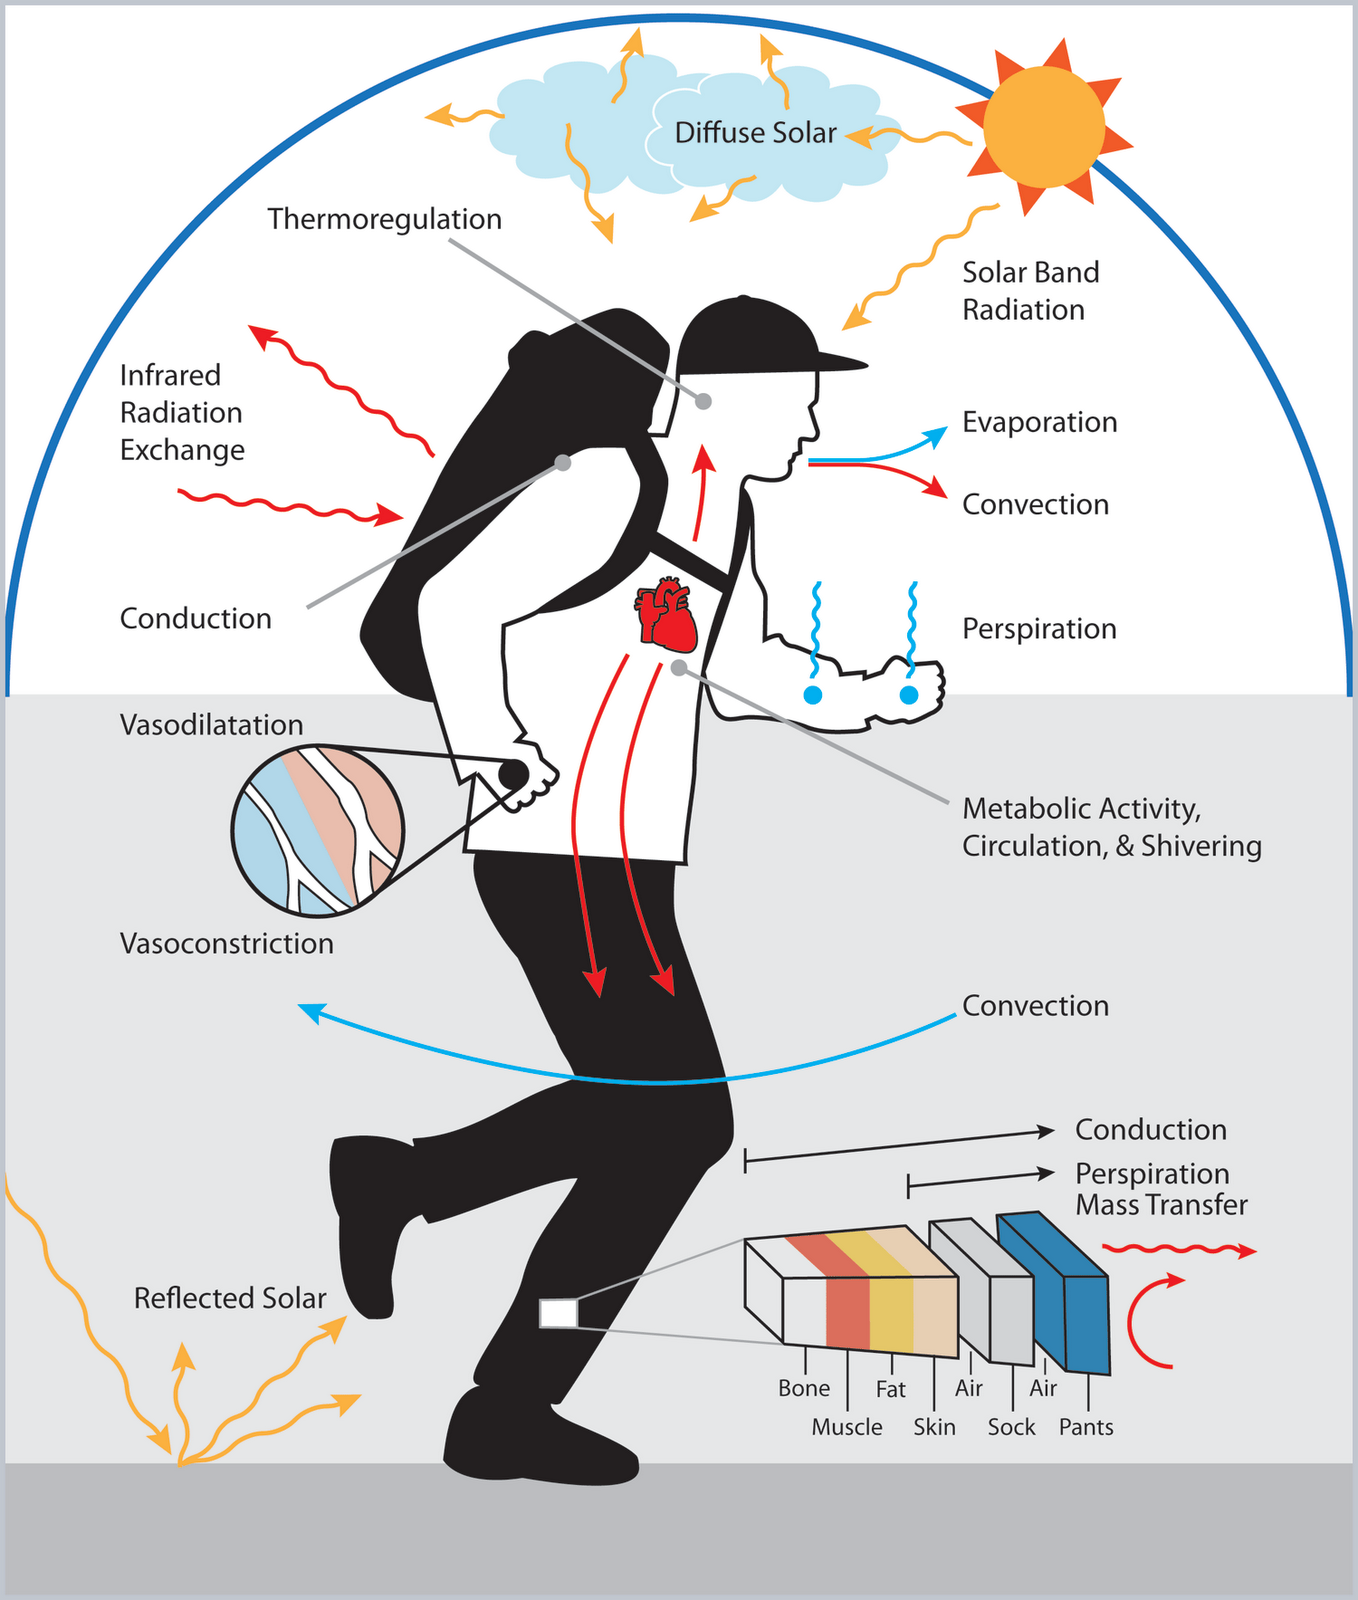 Diffuse Solar
Thermoregulation
Solar Band
Radiation
Infrared
Radiation
Exchange
Evaporation
Convection
Conduction
Perspiration
Vasodilatation
Metabolic Activity,
Circulation, & Shivering
Vasoconstriction
Convection
Conduction
Perspiration
Mass Transfer
Reflected Solar
Bone
Fat
Air
Air
Muscle
Skin
Sock
Pants